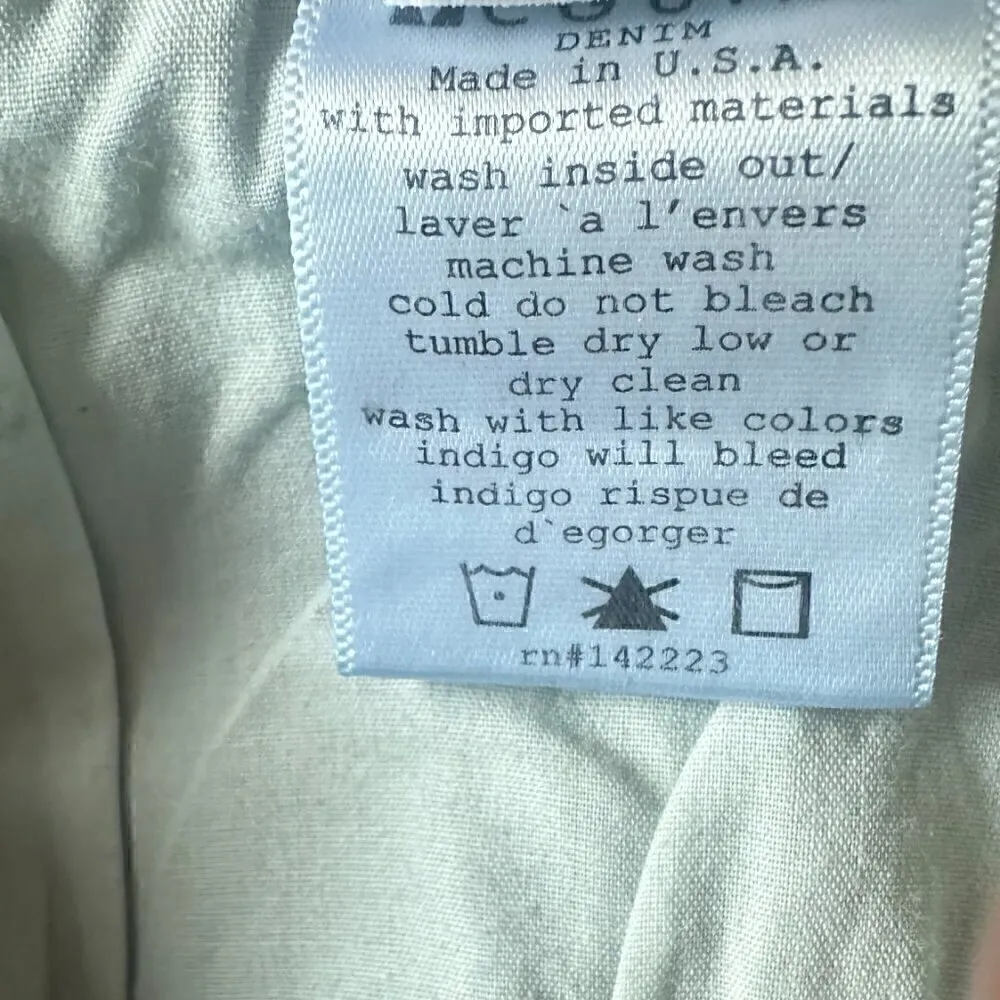 DENIM
Made in U.S.A.
with imported materials
wash inside out/
laver `a l'envers
machine wash
cold do not bleach
tumble dry low or
dry clean
wash with like colors
indigo will bleed
indigo rispue de
d`egorger
rn#142223